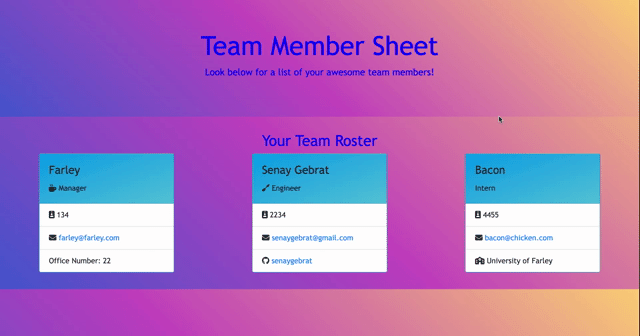 Team Member Sheet
Look below for a list of your awesome team members!
Your Team Roster
Farley
Manager
134
farley@farley.com
Office Number: 22
Senay Gebrat
Engineer
2234
senaygebrat@gmail.com
senaygebrat
Bacon
Intern
4455
bacon@chicken.com
University of Farley